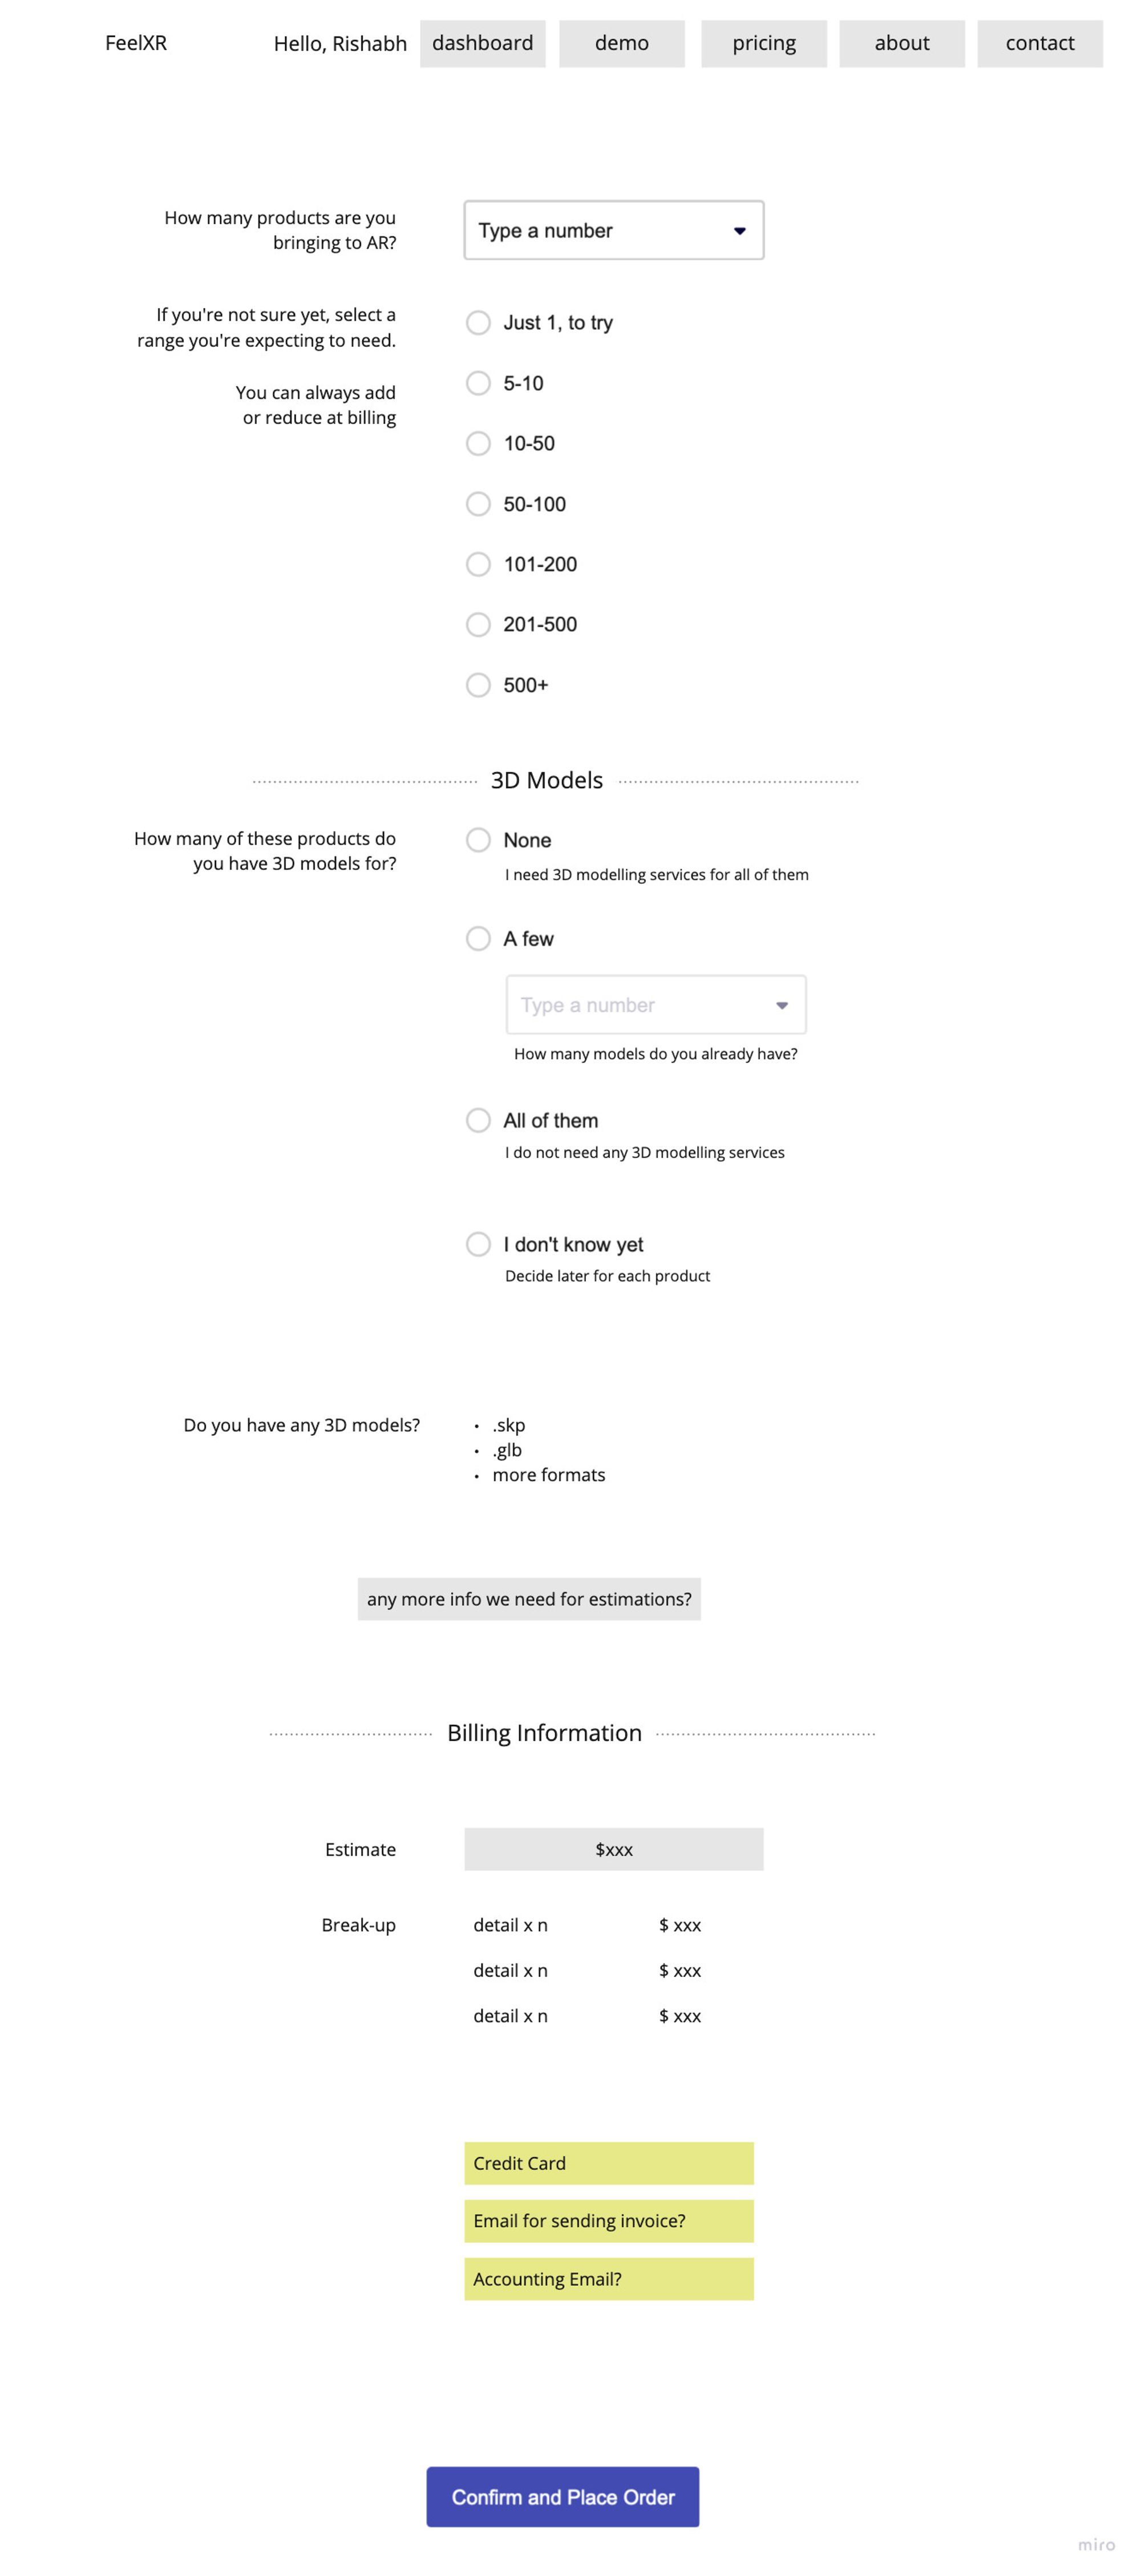 FeelXR Hello, Rishabh dashboard demo pricing about contact
How many products are you
bringing to AR?
Type a number
If you're not sure yet, select a
range you're expecting to need.
You can always add
or reduce at billing
Just 1, to try
5-10
10-50
50-100
101-200
201-500
500+
3D Models
How many of these products do
you have 3D models for?
None
I need 3D modelling services for all of them
A few
Type a number
How many models do you already have?
All of them
I do not need any 3D modelling services
I don't know yet
Decide later for each product
Do you have any 3D models?
• .skp
• .glb
• more formats
any more info we need for estimations?
Billing Information
Estimate $xxx
Break-up detail x n $ xxx
detail x n $ xxx
detail x n $ xxx
Credit Card
Email for sending invoice?
Accounting Email?
Confirm and Place Order
miro